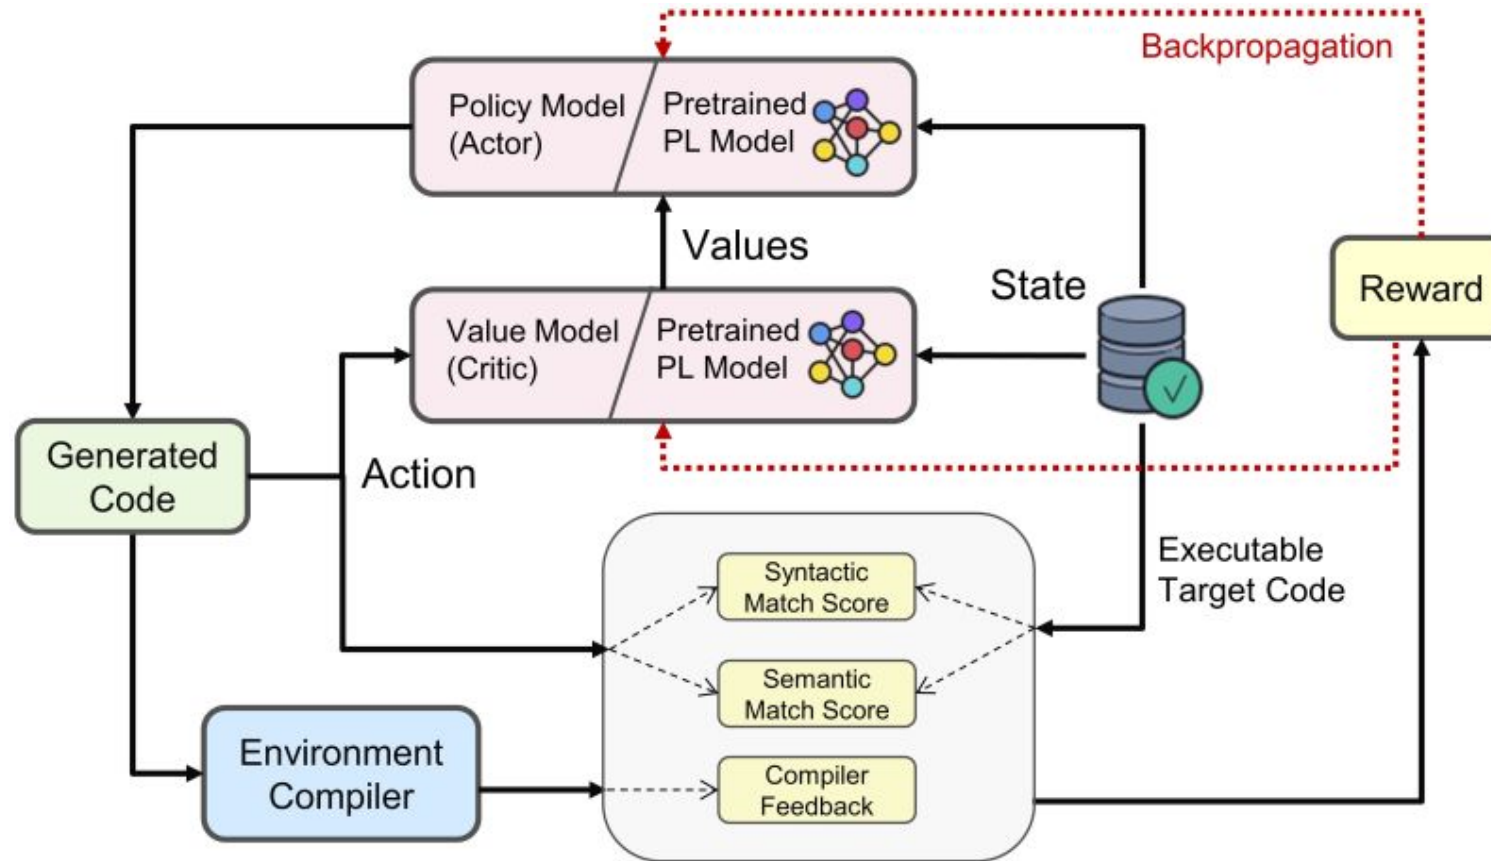 Backpropagation
Policy Model
(Actor)
Pretrained
PL Model
Values
State
Reward
Value Model
(Critic)
Pretrained
PL Model
Generated
Code
Action
Executable
Target Code
Syntactic
Match Score
Semantic
Match Score
Environment
Compiler
Compiler
Feedback